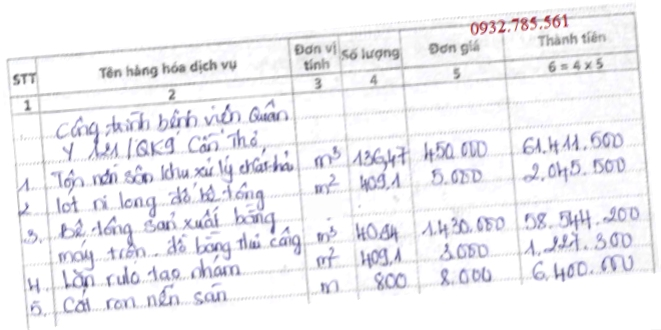 0932.785.561
STT Tên hàng hóa dịch vụ Đơn vị tính Số lượng Đơn giá Thành tiền
1 2 3 4 5 6 = 4 x 5
Công trình bệnh viện Quân
Y 121/QK9 Cần Thơ,
1. Tôn nền sân khu xử lý chất thải m³ 136,47 450.000 61.411.500
2. lót ni long đổ bê tông m² 409,1 5.000 2.045.500
3. Bê tông sản xuất bằng
máy trộn. đổ bằng thủ công m³ 40.94 1.430.000 58.544.200
4. Lăn rulo tạo nhám m² 409,1 3.000 1.227.300
5. Cắt ron nền sân m 800 8.000 6.400.000